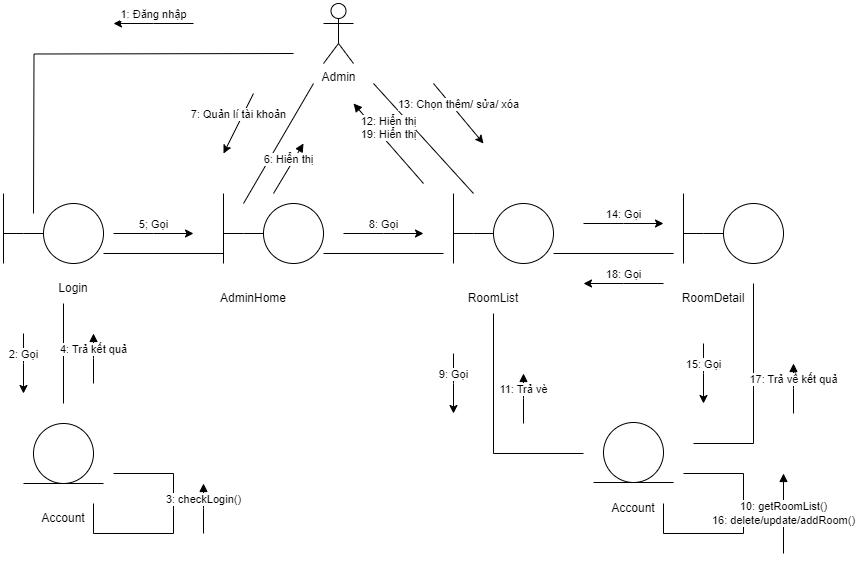 1: Đăng nhập
Admin
13: Chọn thêm/ sửa/ xóa
7: Quản lí tài khoản
12: Hiển thị
19: Hiển thị
6: Hiển thị
5; Gọi
8: Gọi
14: Gọi
18: Gọi
Login
AdminHome
RoomList
RoomDetail
2: Gọi
4: Trả kết quả
9: Gọi
11: Trả vè
15: Gọi
17: Trả về kết quả
3: checkLogin()
Account
Account
10: getRoomList()
16: delete/update/addRoom()